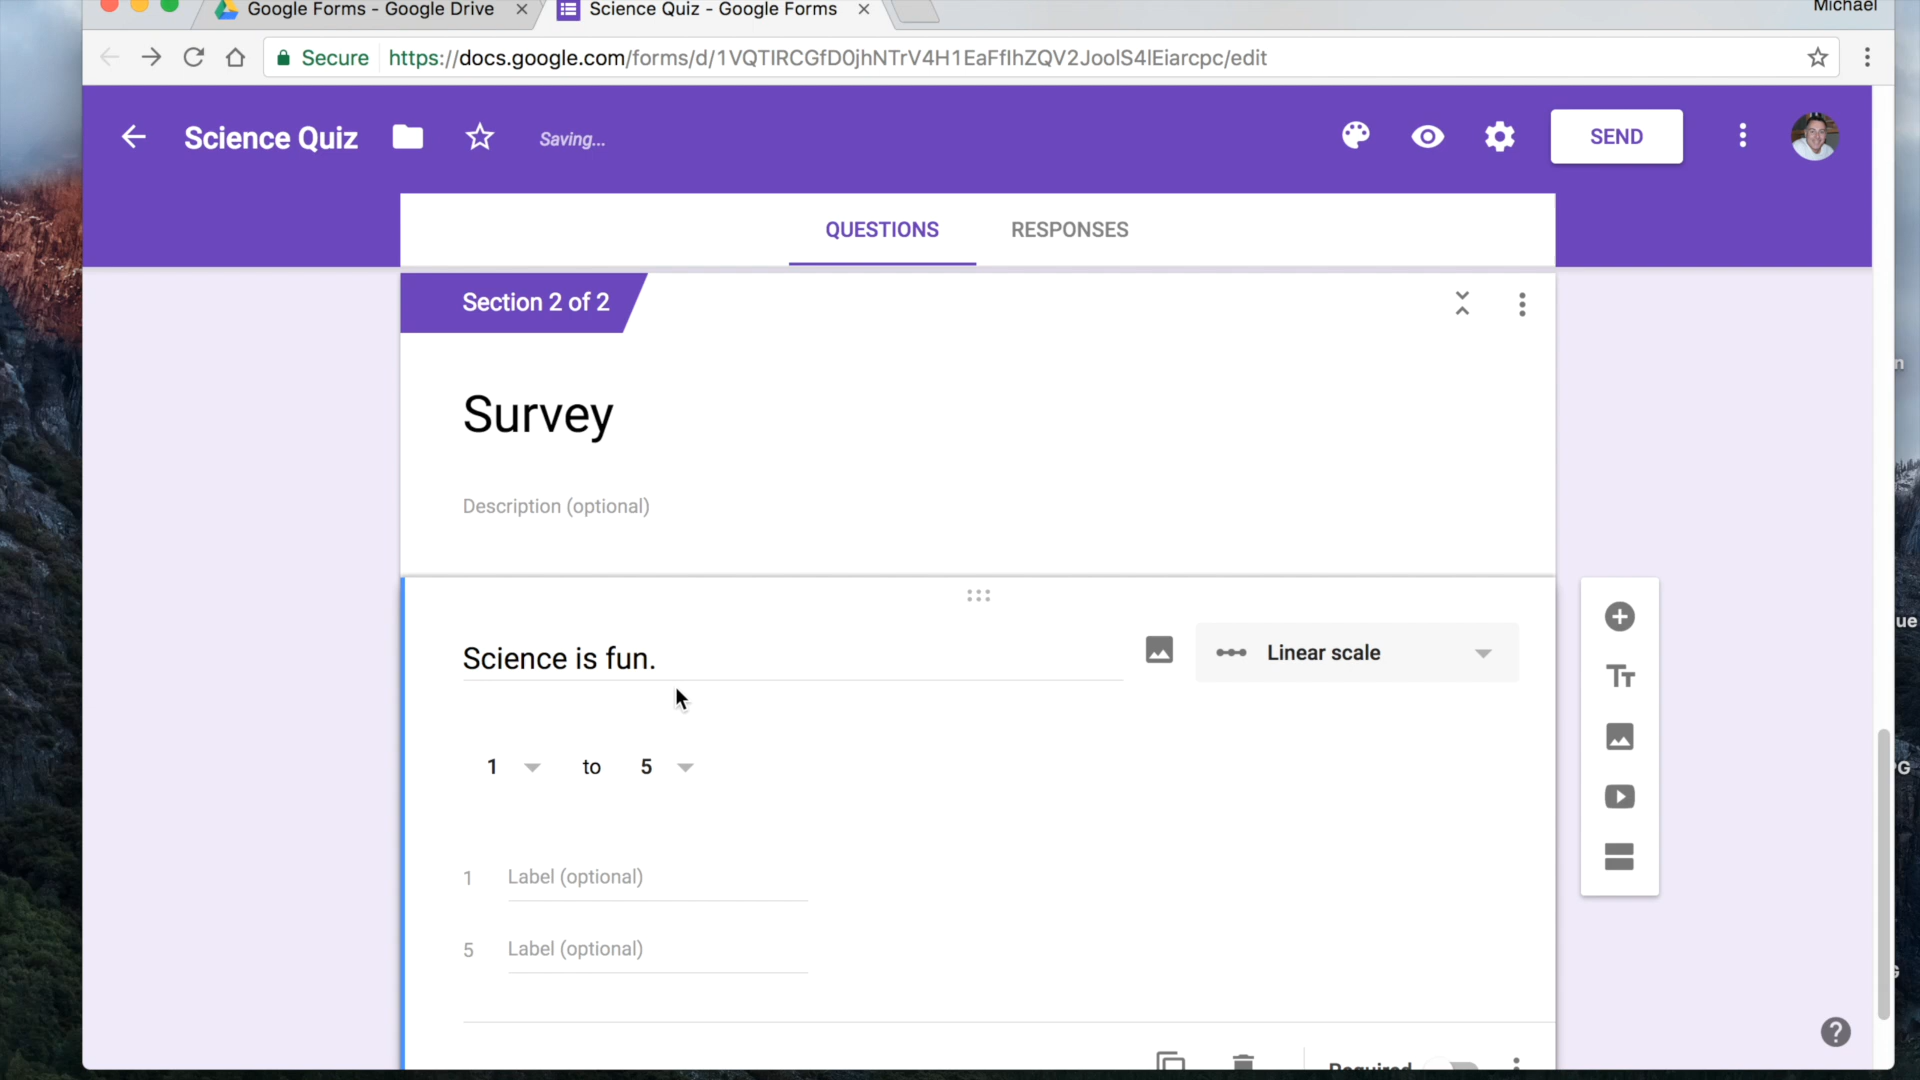 Google Forms - Google Drive
Science Quiz - Google Forms
Michael
Secure
https://docs.google.com/forms/d/1VQTIRCGfD0jhNTrV4H1EaFfIhZQV2JoolS4lEiarcpc/edit
Science Quiz
Saving...
SEND
QUESTIONS
RESPONSES
Section 2 of 2
Survey
Description (optional)
Science is fun.
Linear scale
1 to 5
1 Label (optional)
5 Label (optional)
Required
n
ue
G